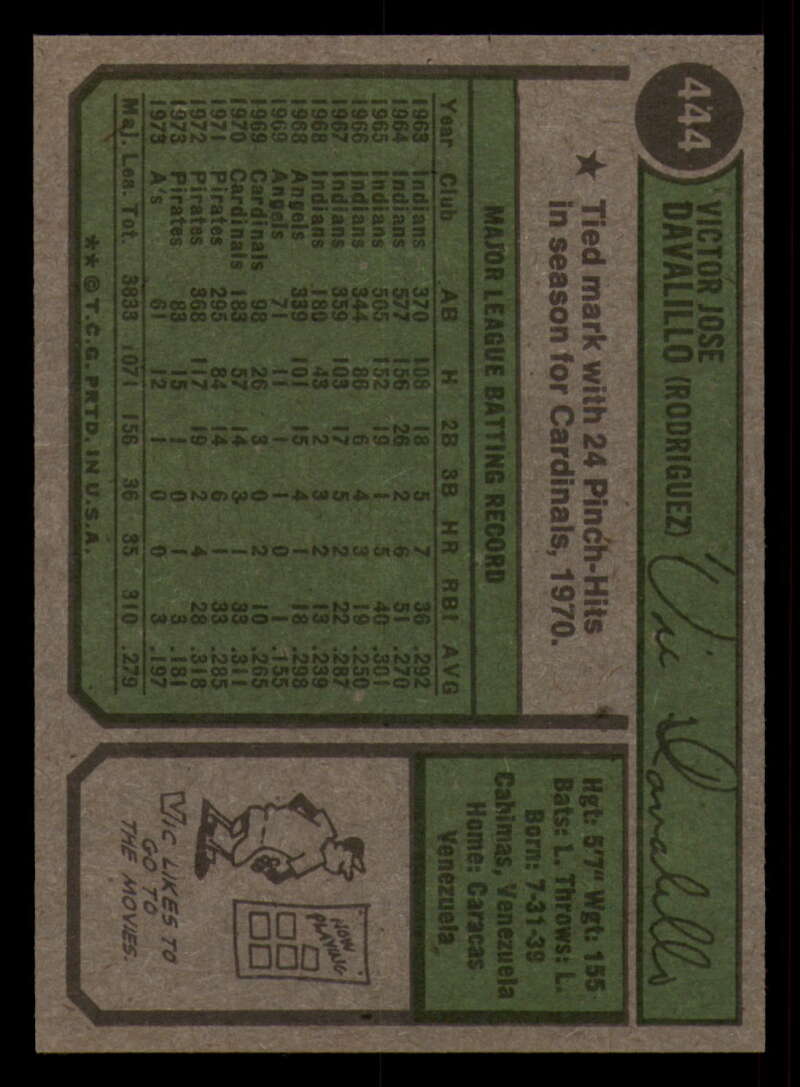 444
VICTOR JOSE
DAVALILLO (RODRIGUEZ)
Vic Davalillo
★ Tied mark with 24 Pinch-Hits
in season for Cardinals, 1970.
MAJOR LEAGUE BATTING RECORD
Year Club AB H 2B 3B HR RBI AVG
1963 Indians 370 108 18 5 7 36 .292
1964 Indians 577 156 26 2 6 51 .270
1965 Indians 505 152 19 1 5 40 .301
1966 Indians 344 86 6 4 3 19 .250
1967 Indians 359 103 17 5 2 22 .287
1968 Indians 180 43 2 3 2 13 .239
1968 Angels 339 101 15 4 1 18 .298
1969 Angels 71 11 1 1 0 1 .155
1969 Cardinals 98 26 3 0 2 10 .265
1970 Cardinals 183 57 14 3 1 33 .311
1971 Pirates 295 84 14 6 1 33 .285
1972 Pirates 368 117 19 2 4 28 .318
1973 Pirates 83 15 1 0 1 3 .181
1973 A's 61 12 1 0 0 3 .197
Maj. Lea. Tot. 3833 1071 156 36 35 310 .279
** © T.C.G. PRTD. IN U.S.A.
Hgt: 5'7" Wgt: 155
Bats: L. Throws: L.
Born: 7-31-39
Cabimas, Venezuela
Home: Caracas
Venezuela
NOW
PLAYING
VIC LIKES TO
GO TO
THE MOVIES.